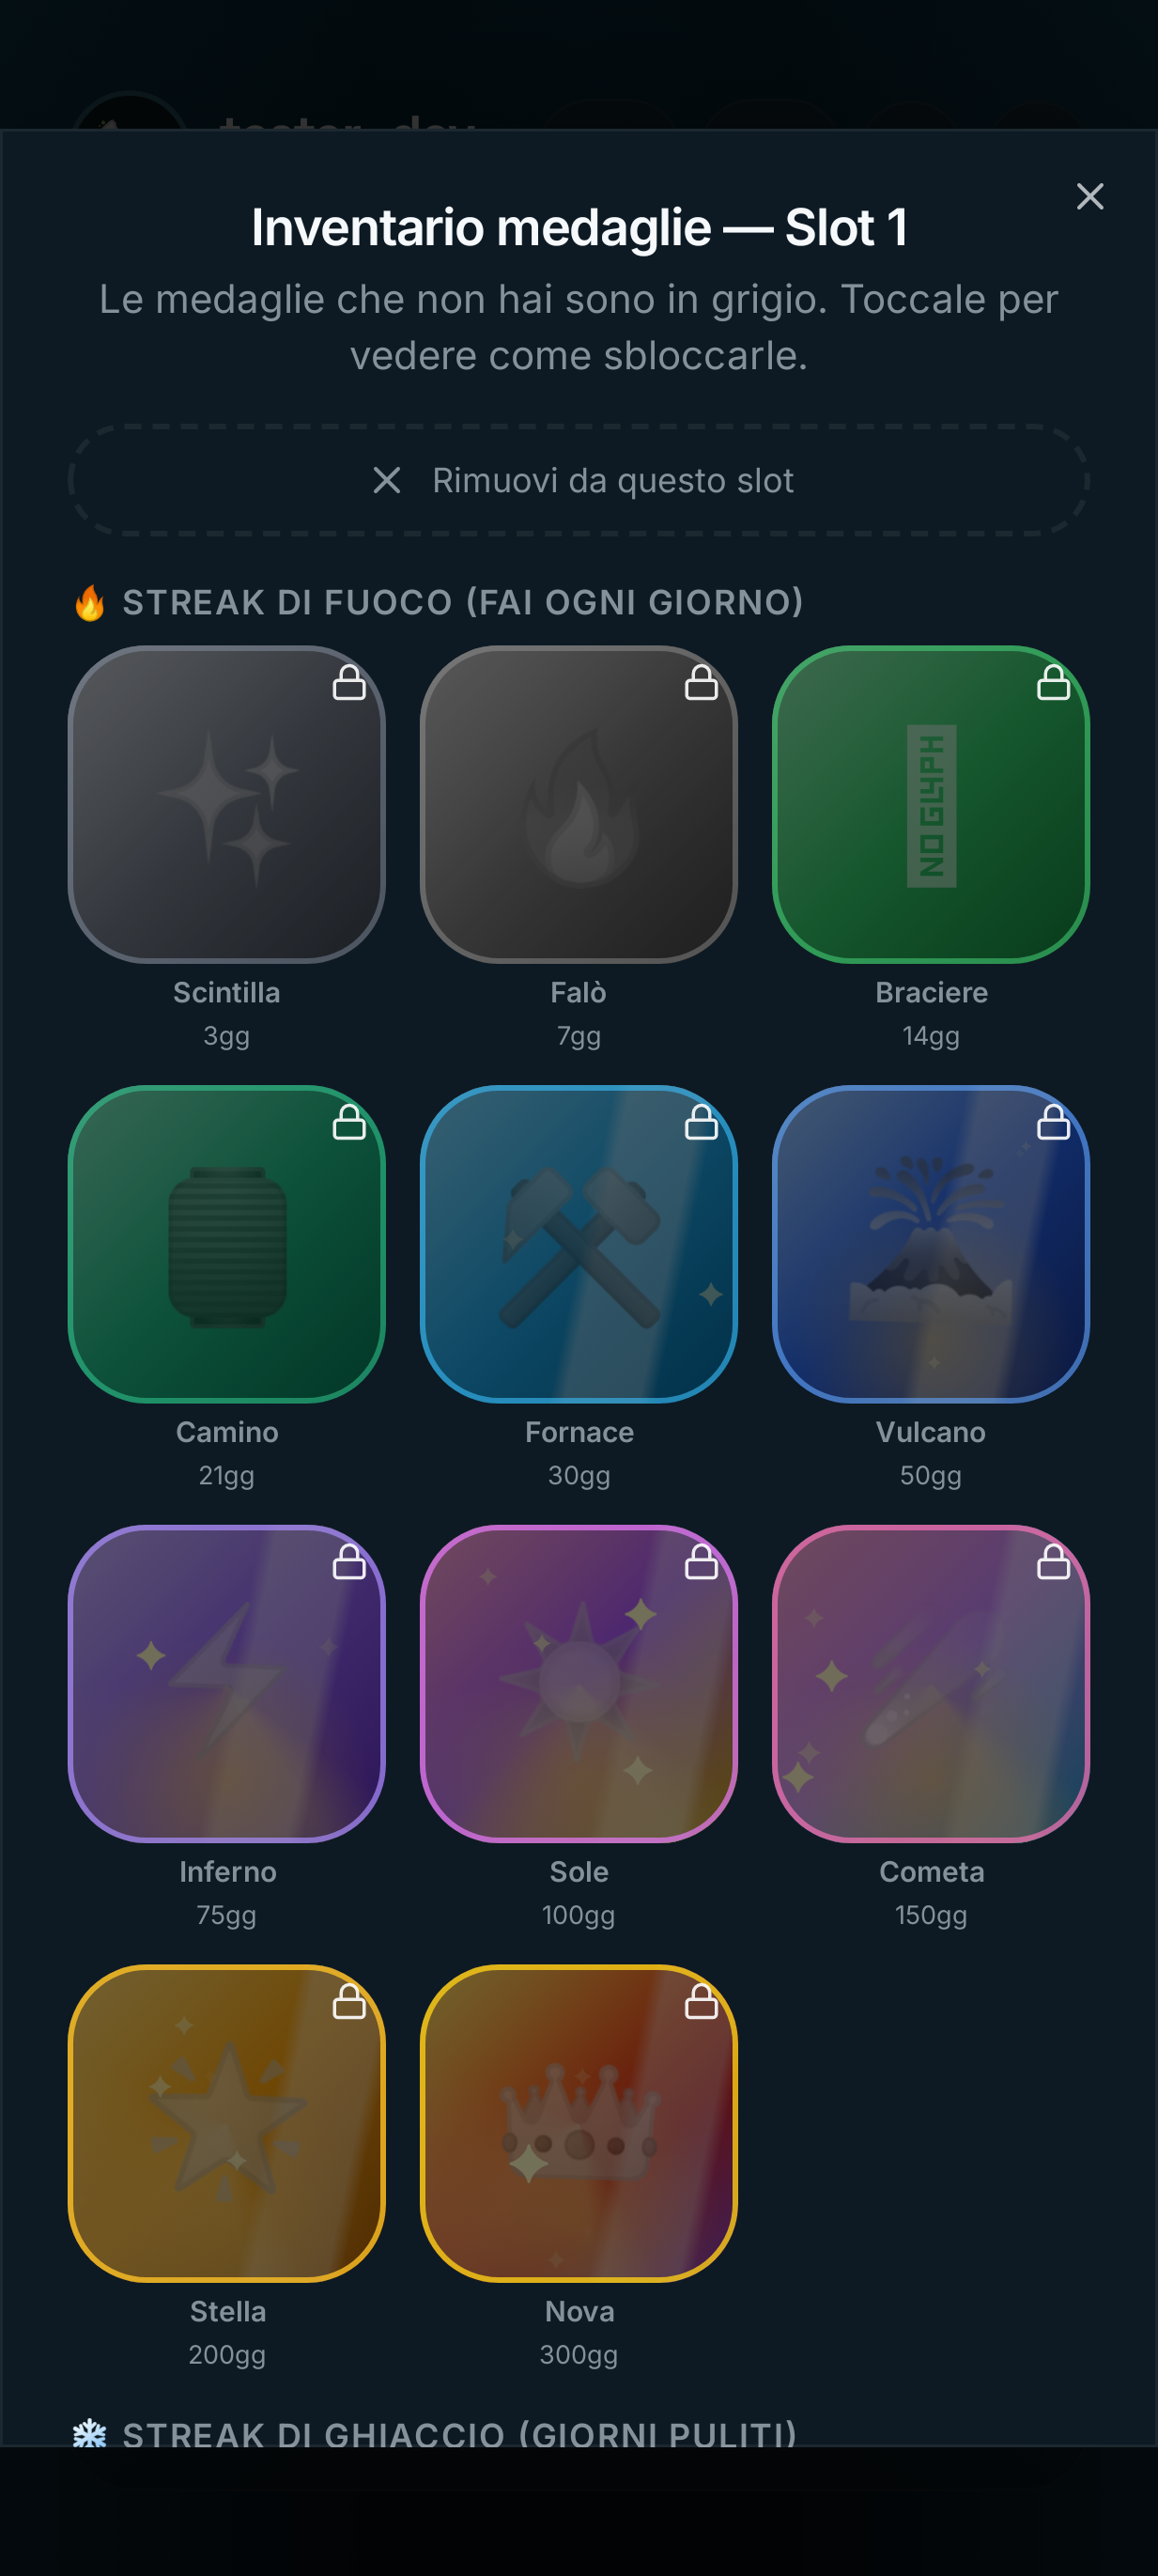 Inventario medaglie — Slot 1
Le medaglie che non hai sono in grigio. Toccale per
vedere come sbloccarle.
Rimuovi da questo slot
🔥 STREAK DI FUOCO (FAI OGNI GIORNO)
NO GLYPH
Scintilla
3gg
Falò
7gg
Braciere
14gg
Camino
21gg
Fornace
30gg
Vulcano
50gg
Inferno
75gg
Sole
100gg
Cometa
150gg
Stella
200gg
Nova
300gg
❄️ STREAK DI GHIACCIO (GIORNI PULITI)